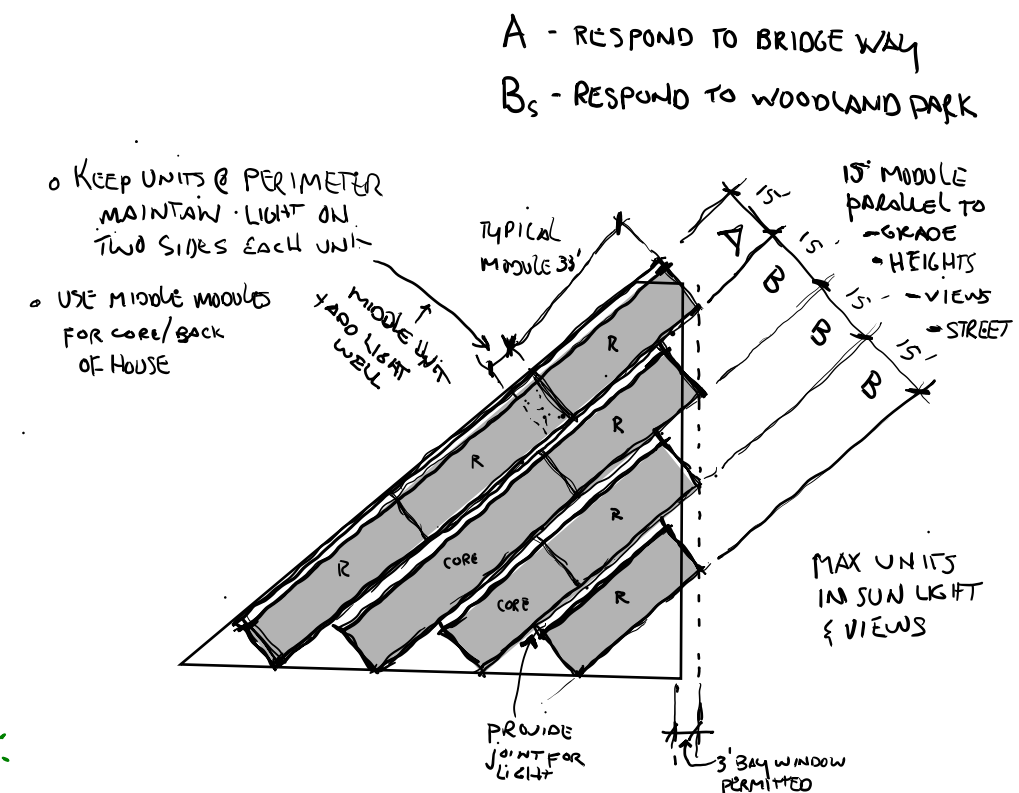 A - RESPOND TO BRIDGE WAY
Bs - RESPOND TO WOODLAND PARK
o KEEP UNITS @ PERIMETER
MAINTAIN LIGHT ON
TWO SIDES EACH UNIT
• USE MIDDLE MODULES
FOR CORE/BACK
OF HOUSE
TYPICAL
MODULE 33'
MIDDLE UNIT
ADD LIGHT
WELL
15'
15'
15'
15'
A
B
B
B
15' MODULE
PARALLEL TO
- GRADE
• HEIGHTS
- VIEWS
• STREET
R
R
R
R
R
R
CORE
CORE
MAX UNITS
IN SUN LIGHT
& VIEWS
PROVIDE
JOINT FOR
LIGHT
3' BAY WINDOW
PERMITTED